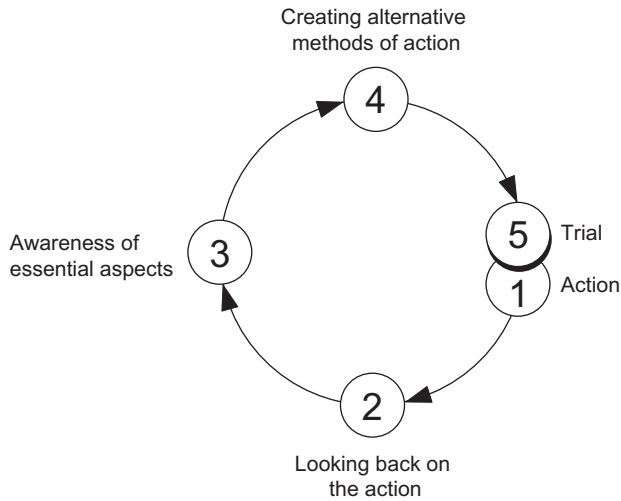 Creating alternative
methods of action
4
5
Trial
Awareness of
essential aspects
3
1
Action
2
Looking back on
the action